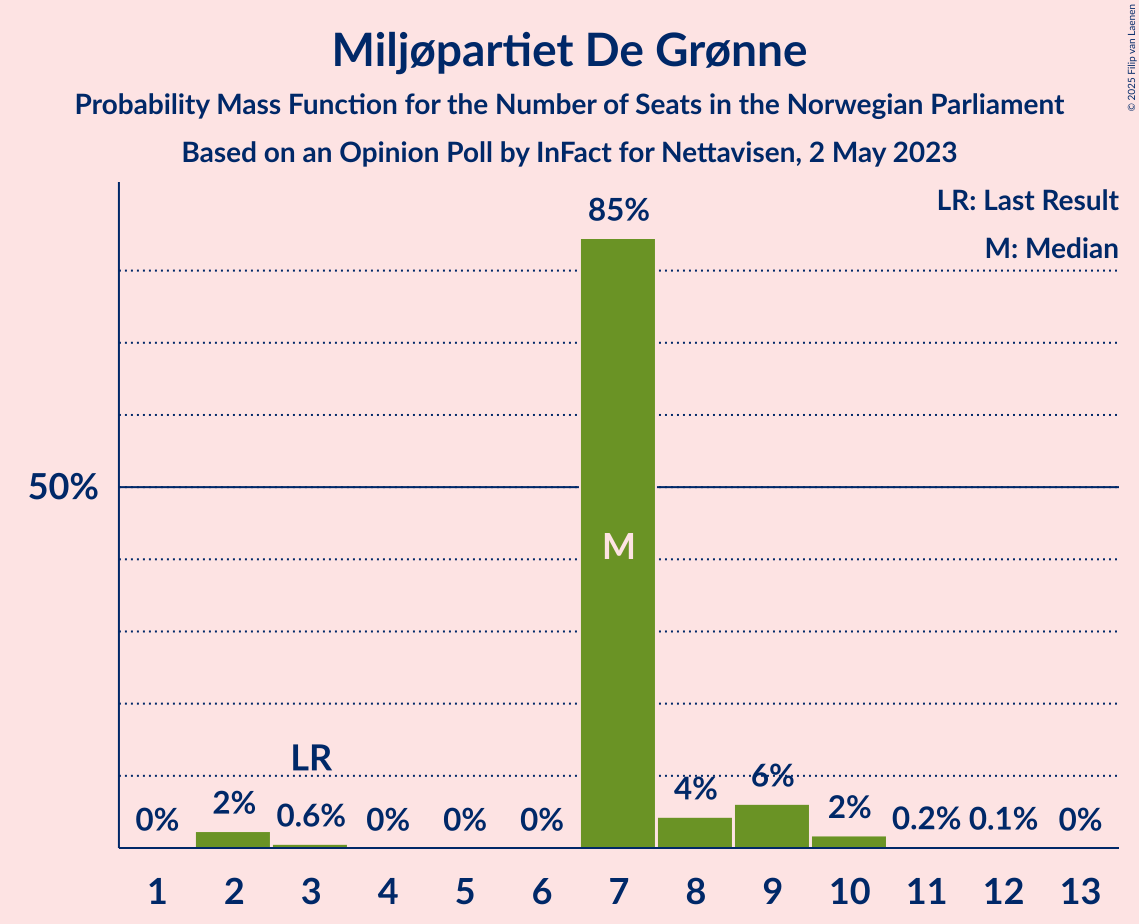 Miljøpartiet De Grønne
Probability Mass Function for the Number of Seats in the Norwegian Parliament
Based on an Opinion Poll by InFact for Nettavisen, 2 May 2023
© 2025 Filip van Laenen
LR: Last Result
M: Median
85%
50%
M
LR
0% 2% 0.6% 0% 0% 0% 4% 6% 2% 0.2% 0.1% 0%
1 2 3 4 5 6 7 8 9 10 11 12 13